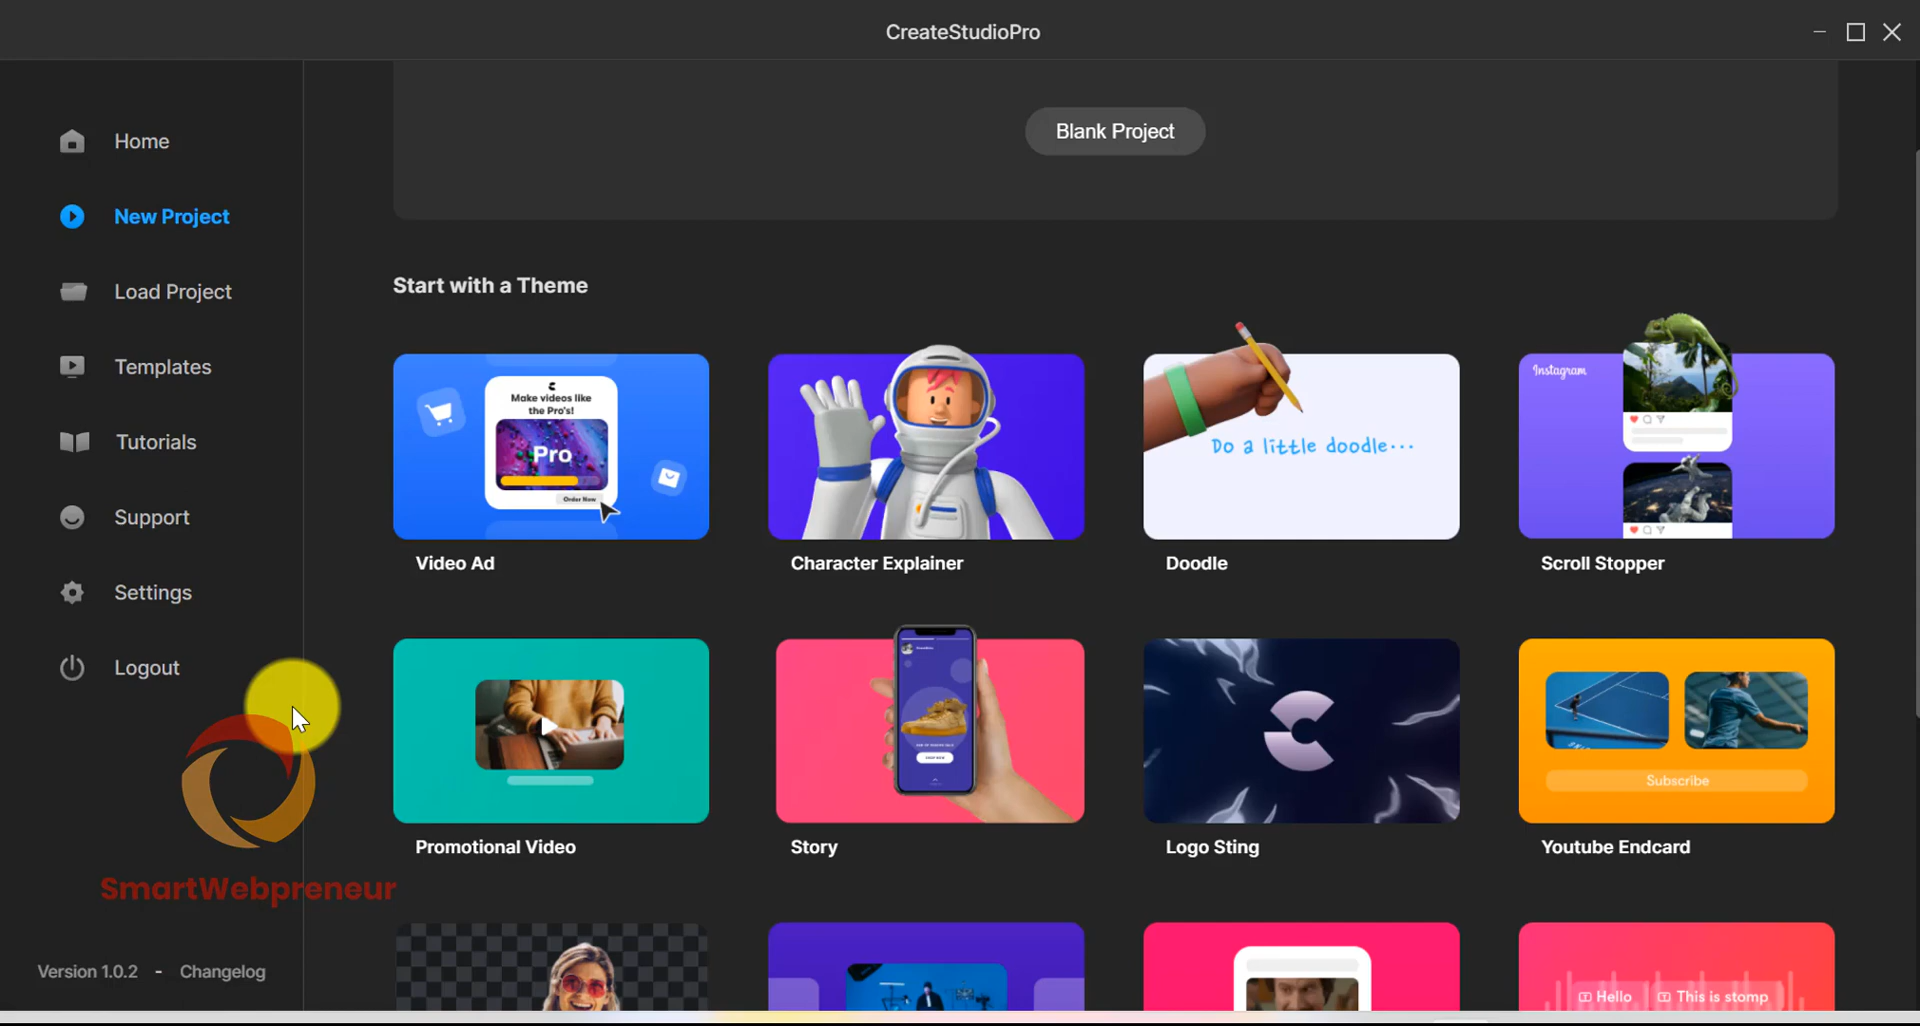 CreateStudioPro
Home
New Project
Load Project
Templates
Tutorials
Support
Settings
Logout
SmartWebpreneur
Version 1.0.2 - Changelog
Blank Project
Start with a Theme
Make videos like
the Pro's!
Pro
Order Now
Video Ad
Character Explainer
Do a little doodle...
Doodle
Instagram
Scroll Stopper
Promotional Video
Story
Logo Sting
Subscribe
Youtube Endcard
Hello
This is stomp